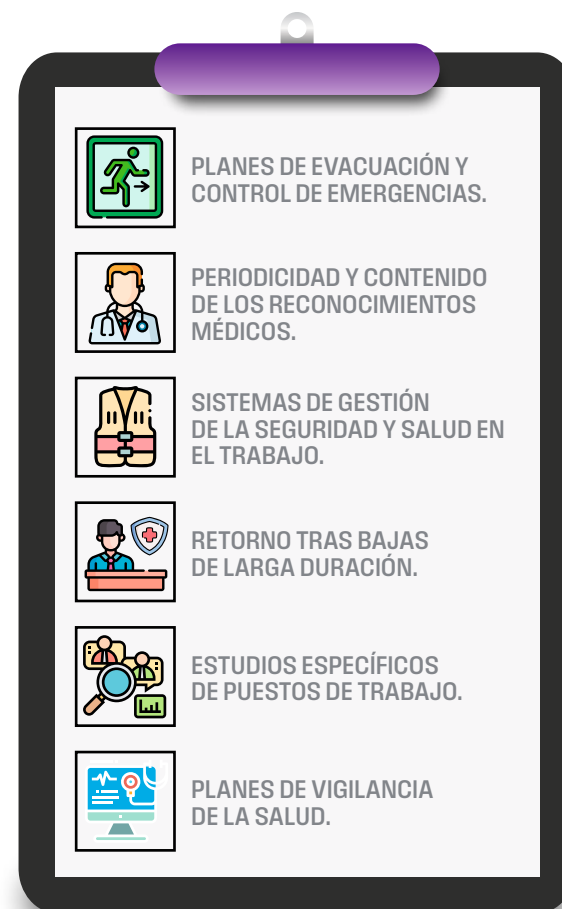 PLANES DE EVACUACIÓN Y
CONTROL DE EMERGENCIAS.
PERIODICIDAD Y CONTENIDO
DE LOS RECONOCIMIENTOS
MÉDICOS.
SISTEMAS DE GESTIÓN
DE LA SEGURIDAD Y SALUD EN
EL TRABAJO.
RETORNO TRAS BAJAS
DE LARGA DURACIÓN.
ESTUDIOS ESPECÍFICOS
DE PUESTOS DE TRABAJO.
PLANES DE VIGILANCIA
DE LA SALUD.